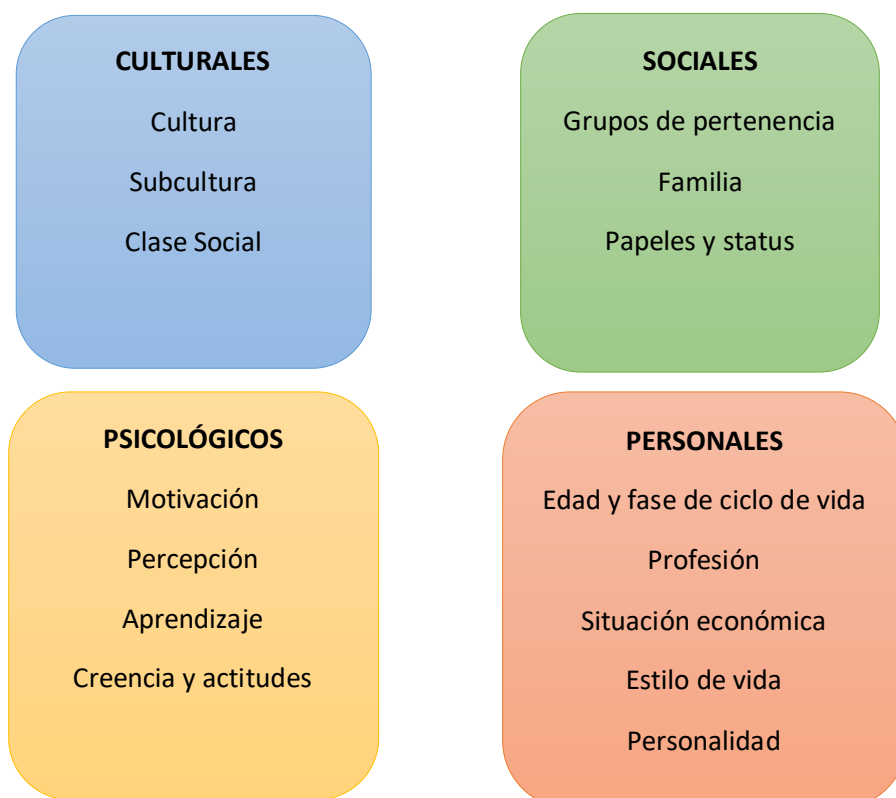 CULTURALES
Cultura
Subcultura
Clase Social
SOCIALES
Grupos de pertenencia
Familia
Papeles y status
PSICOLÓGICOS
Motivación
Percepción
Aprendizaje
Creencia y actitudes
PERSONALES
Edad y fase de ciclo de vida
Profesión
Situación económica
Estilo de vida
Personalidad